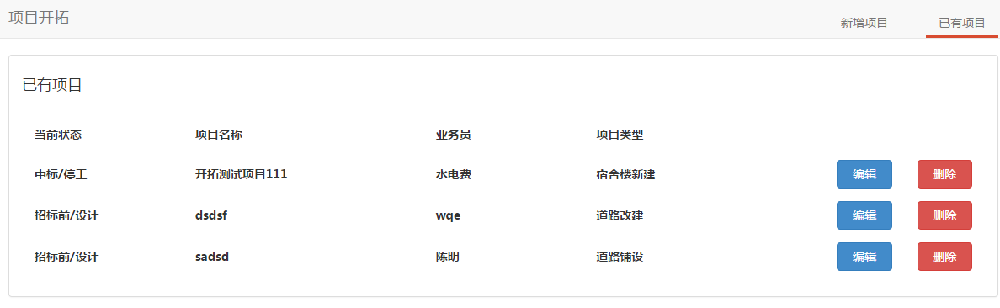 项目开拓
新增项目 已有项目
已有项目
当前状态 项目名称 业务员 项目类型
中标/停工 开拓测试项目111 水电费 宿舍楼新建 编辑 删除
招标前/设计 dsdsf wqe 道路改建 编辑 删除
招标前/设计 sadsd 陈明 道路铺设 编辑 删除